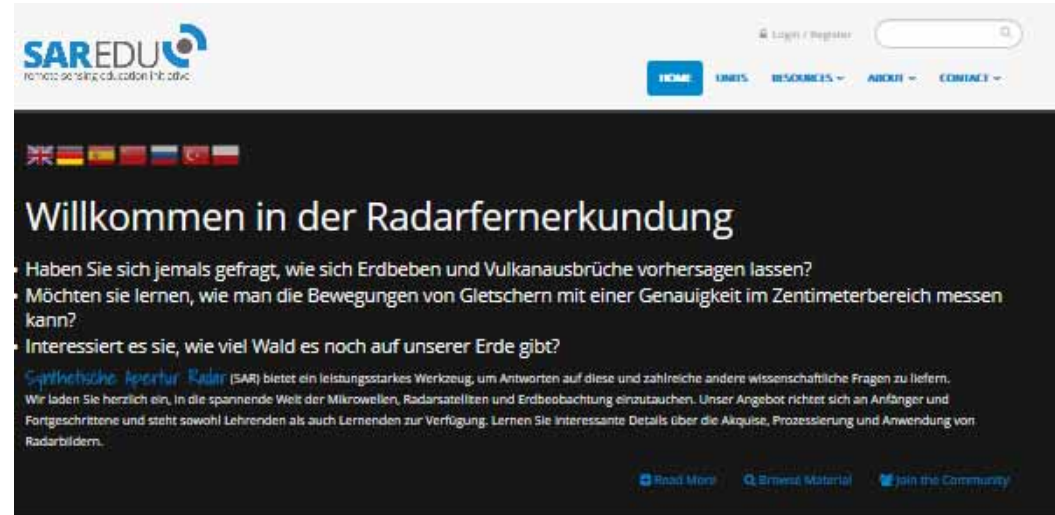 SAREDU
remote sensing education initiative
Login / Register
HOME UNITS RESOURCES ABOUT CONTACT
Willkommen in der Radarfernerkundung
• Haben Sie sich jemals gefragt, wie sich Erdbeben und Vulkanausbrüche vorhersagen lassen?
• Möchten sie lernen, wie man die Bewegungen von Gletschern mit einer Genauigkeit im Zentimeterbereich messen
kann?
• Interessiert es sie, wie viel Wald es noch auf unserer Erde gibt?
Synthetische Apertur Radar (SAR) bietet ein leistungsstarkes Werkzeug, um Antworten auf diese und zahlreiche andere wissenschaftliche Fragen zu liefern.
Wir laden Sie herzlich ein, in die spannende Welt der Mikrowellen, Radarsatelliten und Erdbeobachtung einzutauchen. Unser Angebot richtet sich an Anfänger und
Fortgeschrittene und steht sowohl Lehrenden als auch Lernenden zur Verfügung. Lernen Sie interessante Details über die Akquise, Prozessierung und Anwendung von
Radarbildern.
Read More Browse Material Join the Community